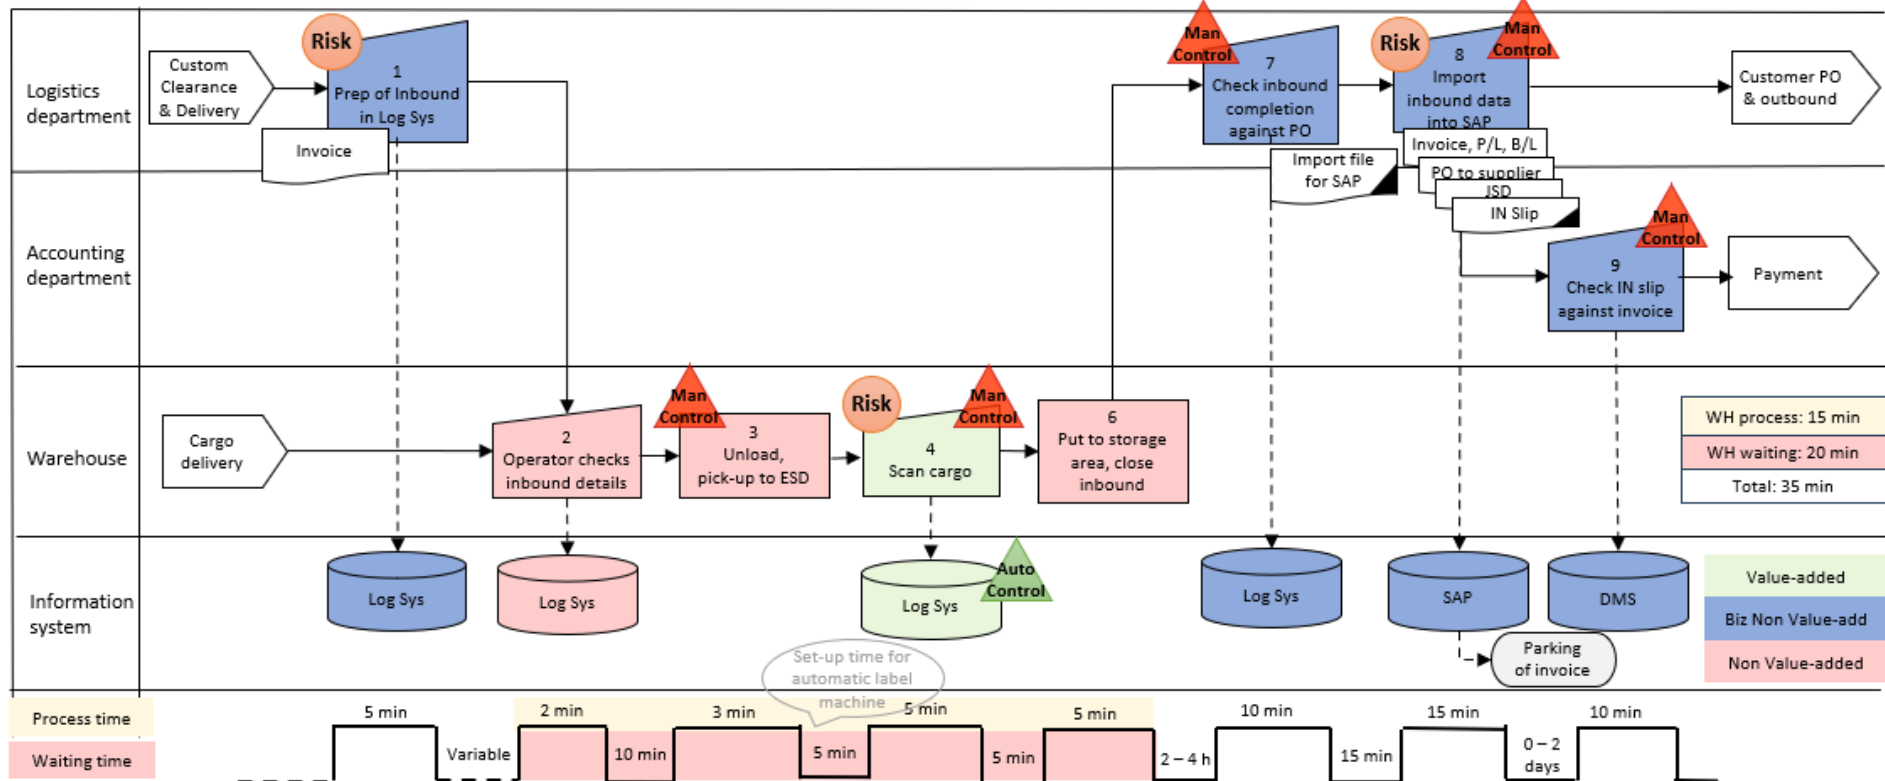 Logistics
department
Custom
Clearance
& Delivery
Risk
1
Prep of Inbound
in Log Sys
Invoice
Man
Control
7
Check inbound
completion
against PO
Import file
for SAP
Risk
Man
Control
8
Import
inbound data
into SAP
Invoice, P/L, B/L
PO to supplier
JSD
IN Slip
Customer PO
& outbound
Accounting
department
Man
Control
9
Check IN slip
against invoice
Payment
Warehouse
Cargo
delivery
2
Operator checks
inbound details
Man
Control
3
Unload,
pick-up to ESD
Risk
Man
Control
4
Scan cargo
6
Put to storage
area, close
inbound
WH process: 15 min
WH waiting: 20 min
Total: 35 min
Information
system
Log Sys
Log Sys
Log Sys
Auto
Control
Log Sys
SAP
DMS
Parking
of invoice
Value-added
Biz Non Value-add
Non Value-added
Set-up time for
automatic label
machine
Process time
5 min
2 min
3 min
5 min
5 min
10 min
15 min
10 min
Waiting time
Variable
10 min
5 min
5 min
2 – 4 h
15 min
0 – 2
days